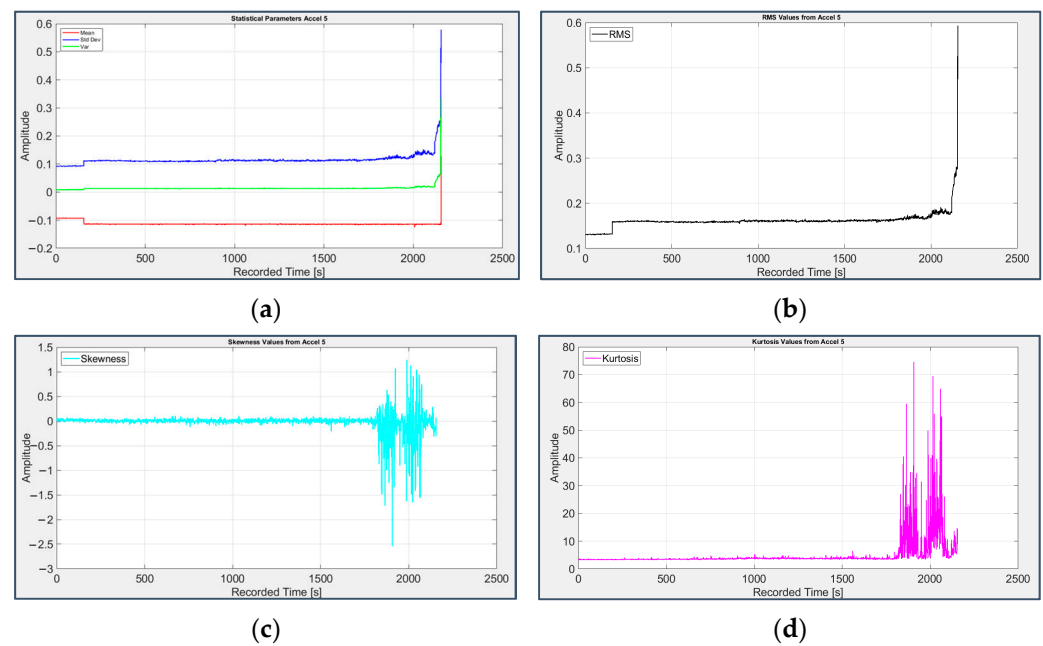 Statistical Parameters Accel 5
Mean
Std Dev
Var
Amplitude
0.6
0.5
0.4
0.3
0.2
0.1
0
−0.1
−0.2
0 500 1000 1500 2000 2500
Recorded Time [s]
(a)
RMS Values from Accel 5
RMS
Amplitude
0.6
0.5
0.4
0.3
0.2
0.1
0 500 1000 1500 2000 2500
Recorded Time [s]
(b)
Skewness Values from Accel 5
Skewness
Amplitude
1.5
1
0.5
0
−0.5
−1
−1.5
−2
−2.5
−3
0 500 1000 1500 2000 2500
Recorded Time [s]
(c)
Kurtosis Values from Accel 5
Kurtosis
Amplitude
80
70
60
50
40
30
20
10
0
0 500 1000 1500 2000 2500
Recorded Time [s]
(d)